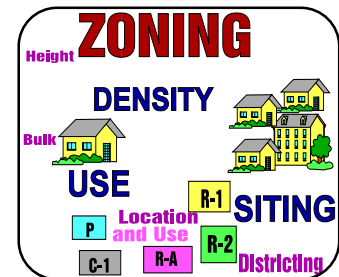 ZONING
Height
DENSITY
Bulk
USE
R-1
SITING
Location
and Use
P
R-2
C-1
R-A
Districting